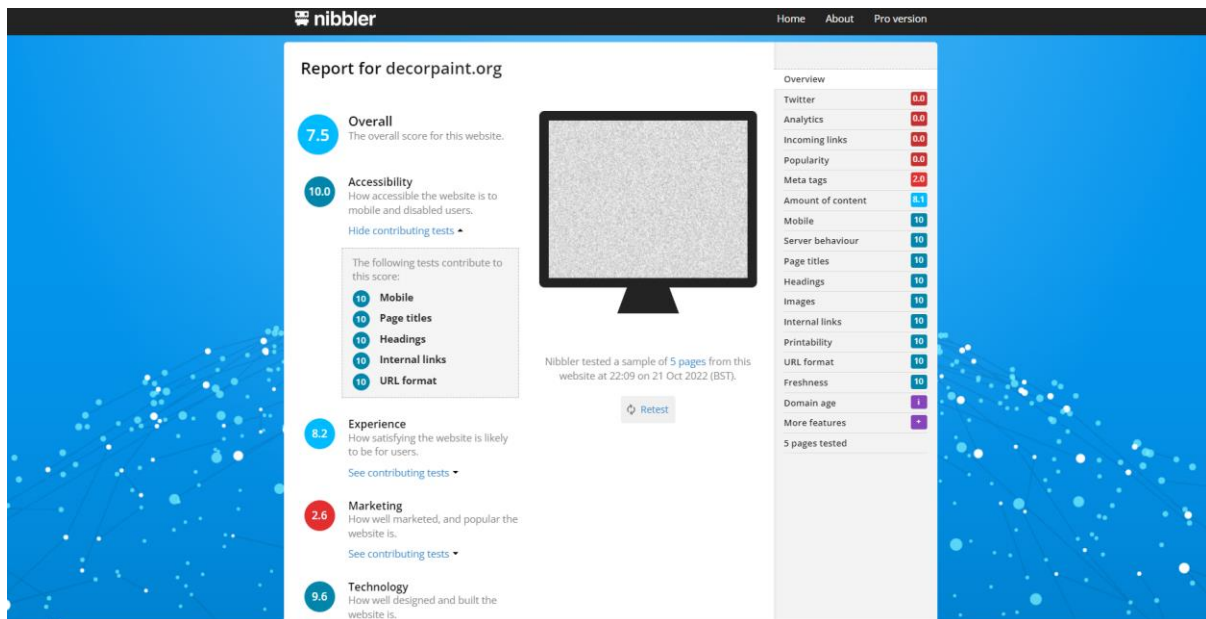 nibbler
Home About Pro version
Report for decorpaint.org
7.5
Overall
The overall score for this website.
10.0
Accessibility
How accessible the website is to
mobile and disabled users.
Hide contributing tests
The following tests contribute to
this score:
10 Mobile
10 Page titles
10 Headings
10 Internal links
10 URL format
8.2
Experience
How satisfying the website is likely
to be for users.
See contributing tests
2.6
Marketing
How well marketed, and popular the
website is.
See contributing tests
9.6
Technology
How well designed and built the
website is.
Nibbler tested a sample of 5 pages from this
website at 22:09 on 21 Oct 2022 (BST).
Retest
Overview
Twitter 0.0
Analytics 0.0
Incoming links 0.0
Popularity 0.0
Meta tags 2.0
Amount of content 8.1
Mobile 10
Server behaviour 10
Page titles 10
Headings 10
Images 10
Internal links 10
Printability 10
URL format 10
Freshness 10
Domain age i
More features +
5 pages tested